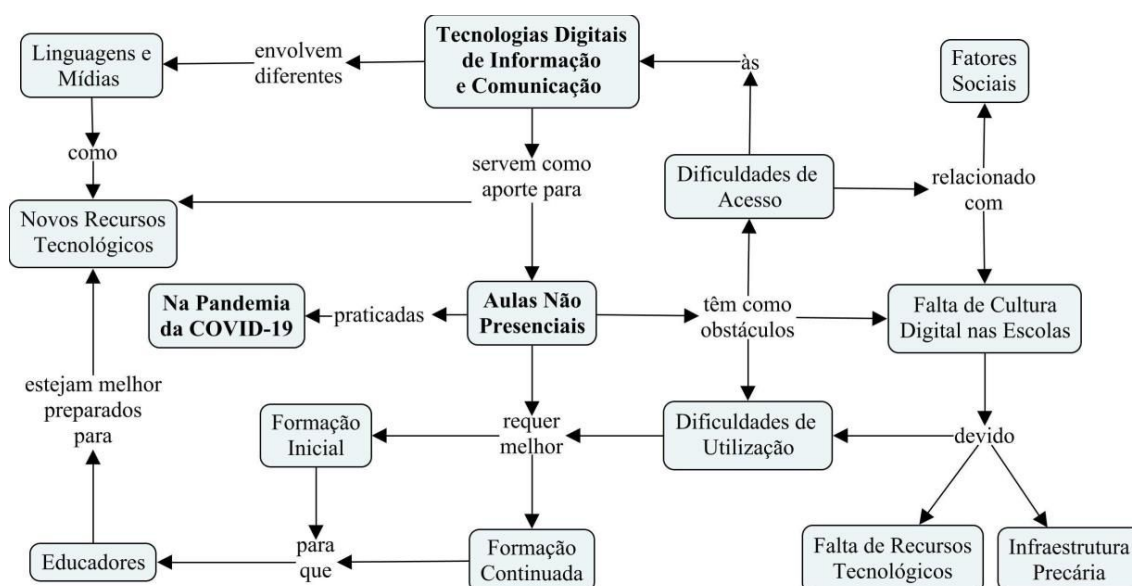 Linguagens e
Mídias
envolvem
diferentes
Tecnologias Digitais
de Informação
e Comunicação
às
Fatores
Sociais
como
servem como
aporte para
Dificuldades de
Acesso
relacionado
com
Novos Recursos
Tecnológicos
Na Pandemia
da COVID-19
praticadas
Aulas Não
Presenciais
têm como
obstáculos
Falta de Cultura
Digital nas Escolas
estejam melhor
preparados
para
Formação
Inicial
requer
melhor
Dificuldades de
Utilização
devido
Educadores
para
que
Formação
Continuada
Falta de Recursos
Tecnológicos
Infraestrutura
Precária